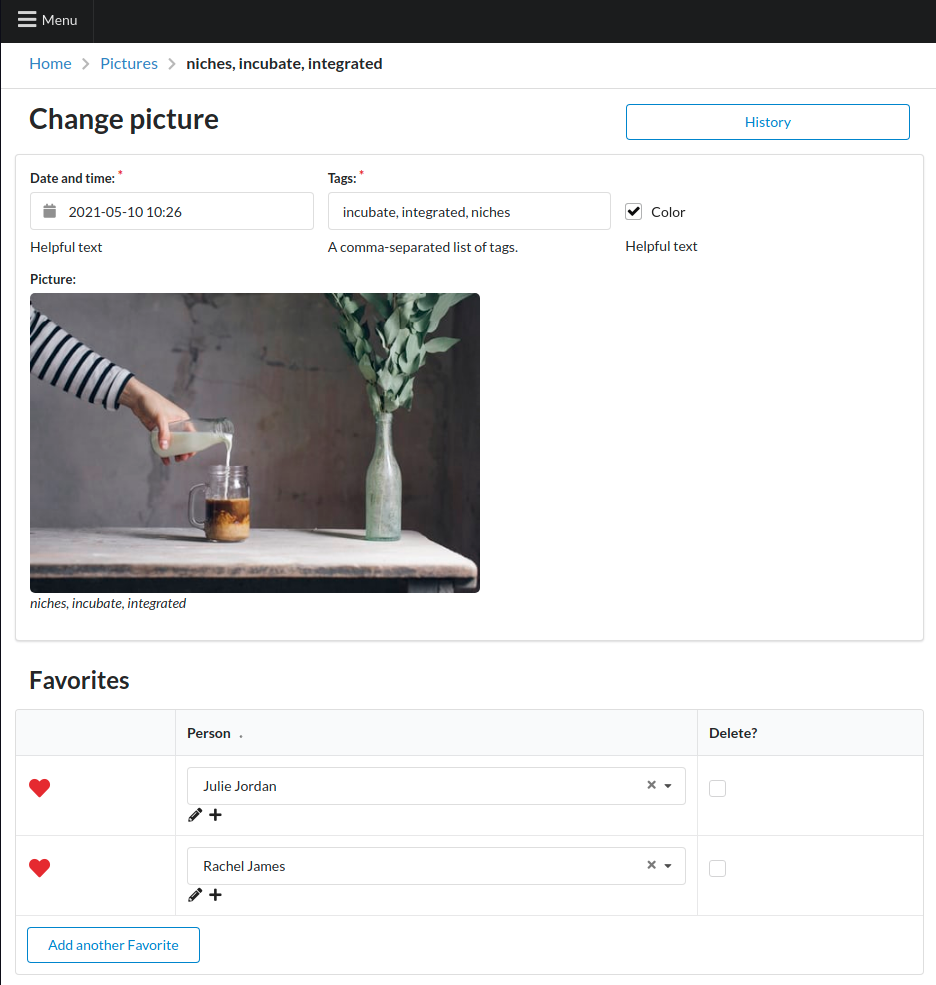 Menu
Home > Pictures > niches, incubate, integrated
Change picture
History
Date and time: *
Tags: *
2021-05-10 10:26
incubate, integrated, niches
Color
Helpful text
A comma-separated list of tags.
Helpful text
Picture:
niches, incubate, integrated
Favorites
Person
Delete?
Julie Jordan
Rachel James
Add another Favorite